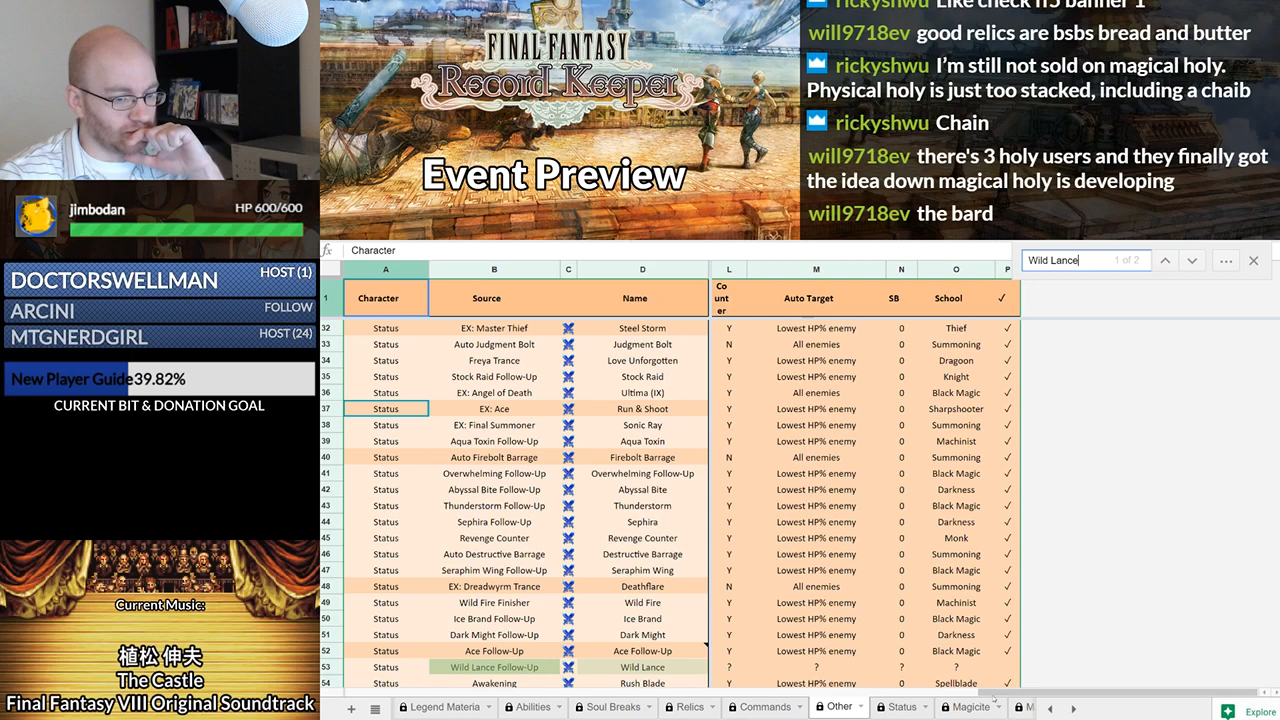 FINAL FANTASY
Record Keeper
Event Preview
rickyshwu Like check ff5 banner 1
will9718ev good relics are bsbs bread and butter
rickyshwu I'm still not sold on magical holy.
Physical holy is just too stacked, including a chaib
rickyshwu Chain
will9718ev there's 3 holy users and they finally got
the idea down magical holy is developing
will9718ev the bard
jimbodan HP 600/600
DOCTORSWELLMAN HOST (1)
ARCINI FOLLOW
MTGNERDGIRL HOST (24)
New Player Guide39.82%
CURRENT BIT & DONATION GOAL
Current Music:
植松 伸夫
The Castle
Final Fantasy VIII Original Soundtrack
fx Character
Wild Lance 1 of 2
A B C D L M N O P
1 Character Source Name Co unt er Auto Target SB School ✓
32 Status EX: Master Thief Steel Storm Y Lowest HP% enemy 0 Thief ✓
33 Status Auto Judgment Bolt Judgment Bolt N All enemies 0 Summoning ✓
34 Status Freya Trance Love Unforgotten Y Lowest HP% enemy 0 Dragoon ✓
35 Status Stock Raid Follow-Up Stock Raid Y Lowest HP% enemy 0 Knight ✓
36 Status EX: Angel of Death Ultima (IX) Y All enemies 0 Black Magic ✓
37 Status EX: Ace Run & Shoot Y Lowest HP% enemy 0 Sharpshooter ✓
38 Status EX: Final Summoner Sonic Ray Y Lowest HP% enemy 0 Summoning ✓
39 Status Aqua Toxin Follow-Up Aqua Toxin Y Lowest HP% enemy 0 Machinist ✓
40 Status Auto Firebolt Barrage Firebolt Barrage N All enemies 0 Summoning ✓
41 Status Overwhelming Follow-Up Overwhelming Follow-Up Y Lowest HP% enemy 0 Black Magic ✓
42 Status Abyssal Bite Follow-Up Abyssal Bite Y Lowest HP% enemy 0 Darkness ✓
43 Status Thunderstorm Follow-Up Thunderstorm Y Lowest HP% enemy 0 Black Magic ✓
44 Status Sephira Follow-Up Sephira Y Lowest HP% enemy 0 Darkness ✓
45 Status Revenge Counter Revenge Counter Y Lowest HP% enemy 0 Monk ✓
46 Status Auto Destructive Barrage Destructive Barrage Y Lowest HP% enemy 0 Summoning ✓
47 Status Seraphim Wing Follow-Up Seraphim Wing Y Lowest HP% enemy 0 Black Magic ✓
48 Status EX: Dreadwyrm Trance Deathflare N All enemies 0 Summoning ✓
49 Status Wild Fire Finisher Wild Fire Y Lowest HP% enemy 0 Machinist ✓
50 Status Ice Brand Follow-Up Ice Brand Y Lowest HP% enemy 0 Black Magic ✓
51 Status Dark Might Follow-Up Dark Might Y Lowest HP% enemy 0 Darkness ✓
52 Status Ace Follow-Up Ace Follow-Up Y Lowest HP% enemy 0 Black Magic ✓
53 Status Wild Lance Follow-Up Wild Lance ? ? ? ?
54 Status Awakening Rush Blade Y Lowest HP% enemy 0 Spellblade ✓
Legend Materia Abilities Soul Breaks Relics Commands Other Status Magicite M Explore